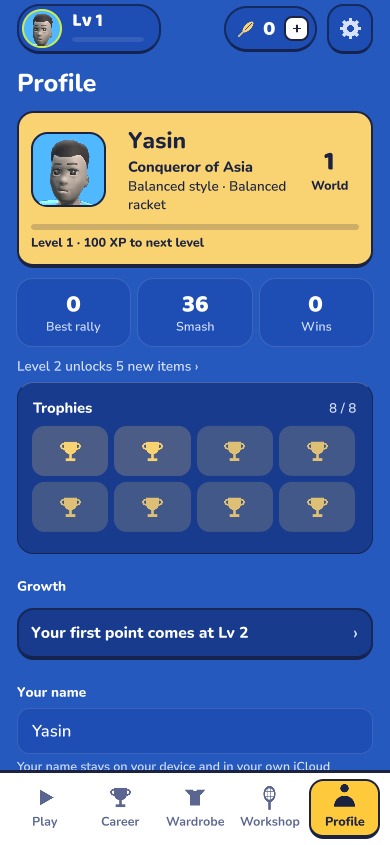 Lv 1
0
+
Profile
Yasin
Conqueror of Asia
Balanced style · Balanced
racket
1
World
Level 1 · 100 XP to next level
0
Best rally
36
Smash
0
Wins
Level 2 unlocks 5 new items ›
Trophies
8 / 8
Growth
Your first point comes at Lv 2
›
Your name
Yasin
Your name stays on your device and in your own iCloud
Play
Career
Wardrobe
Workshop
Profile